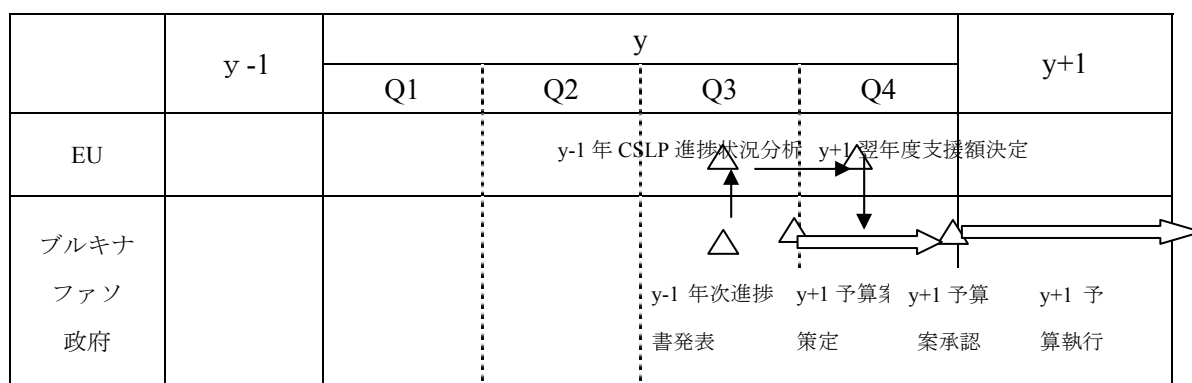 y -1
y
y+1
Q1
Q2
Q3
Q4
EU
y-1 年 CSLP 進捗状況分析
y+1 翌年度支援額決定
ブルキナ
ファソ
政府
y-1 年次進捗
書発表
y+1 予算案
策定
y+1 予算
案承認
y+1 予
算執行